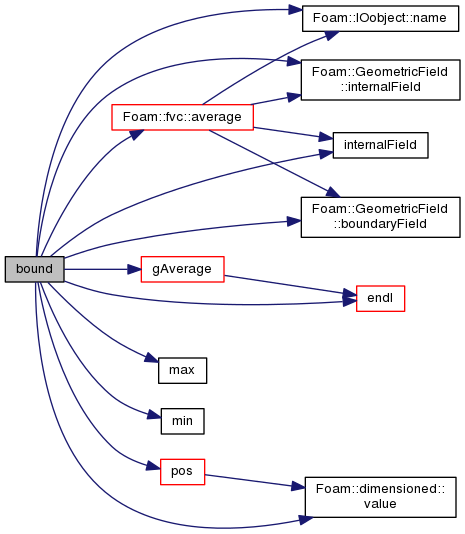 Foam::IOobject::name
Foam::GeometricField
::internalField
Foam::fvc::average
internalField
Foam::GeometricField
::boundaryField
bound
gAverage
endl
max
min
pos
Foam::dimensioned::
value